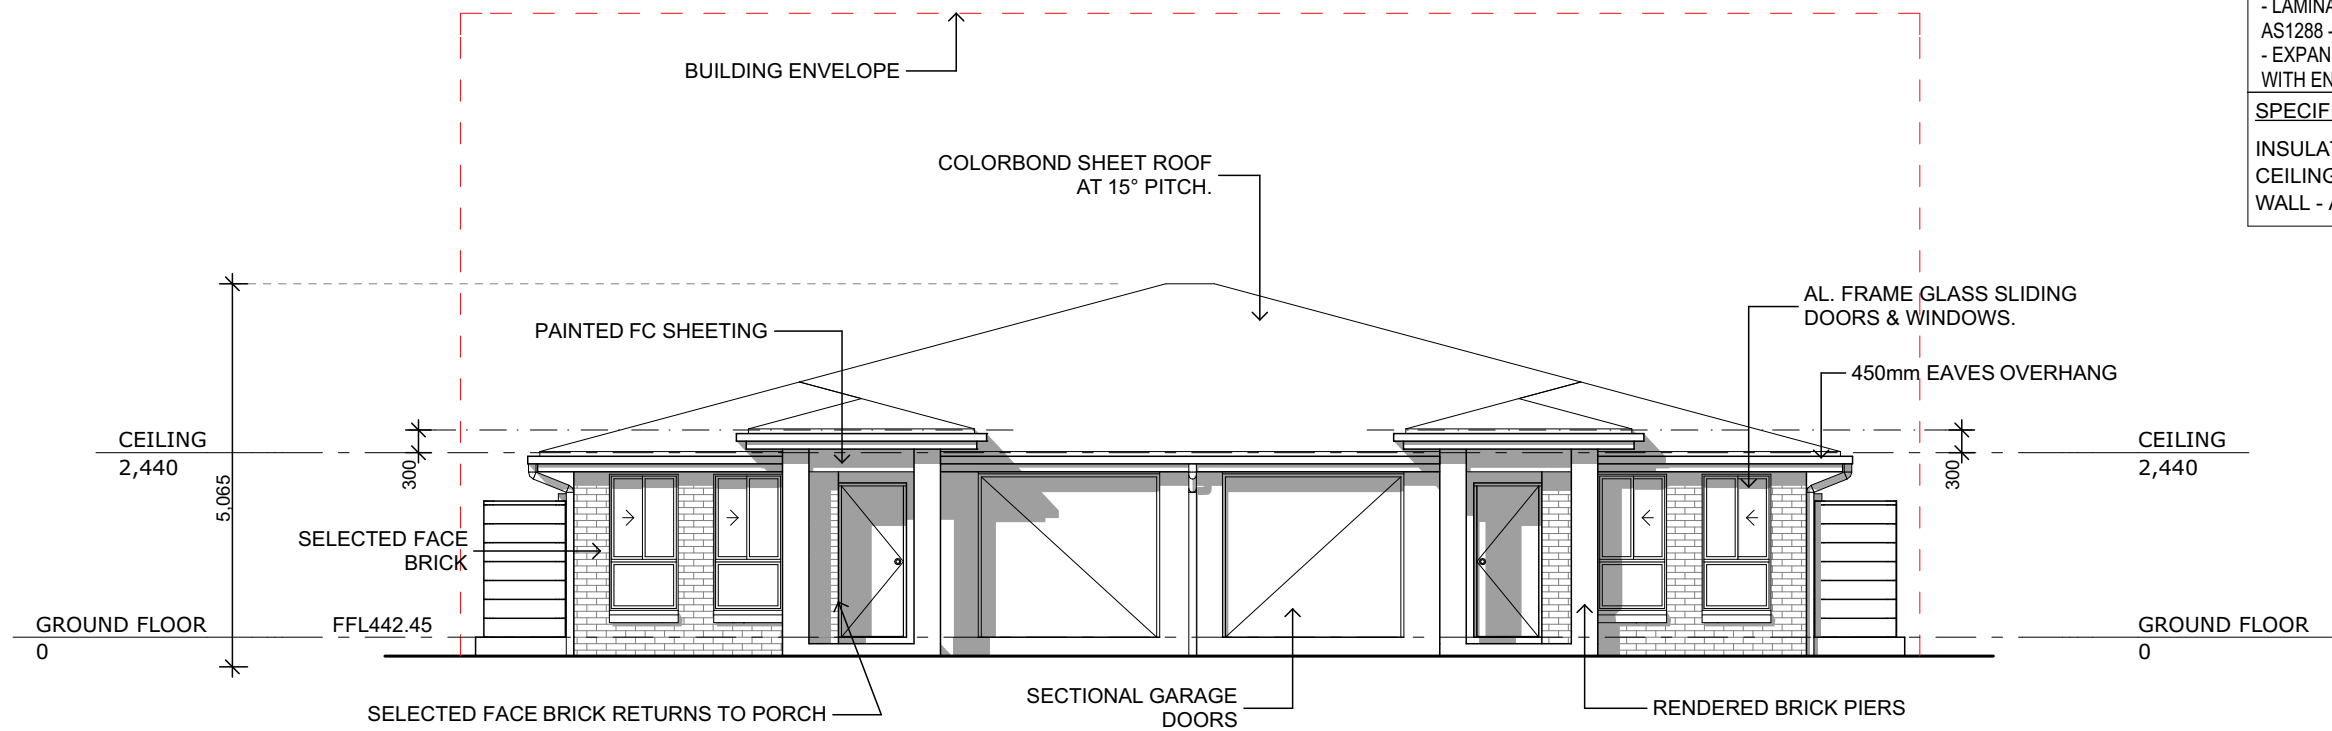 - LAMINA
AS1288 -
- EXPAN
WITH EN
SPECIF
INSULAT
CEILING
WALL - A
BUILDING ENVELOPE
COLORBOND SHEET ROOF
AT 15° PITCH.
PAINTED FC SHEETING
AL. FRAME GLASS SLIDING
DOORS & WINDOWS.
450mm EAVES OVERHANG
CEILING
2,440
300
5,065
CEILING
2,440
300
SELECTED FACE
BRICK
GROUND FLOOR
0
FFL442.45
GROUND FLOOR
0
SELECTED FACE BRICK RETURNS TO PORCH
SECTIONAL GARAGE
DOORS
RENDERED BRICK PIERS